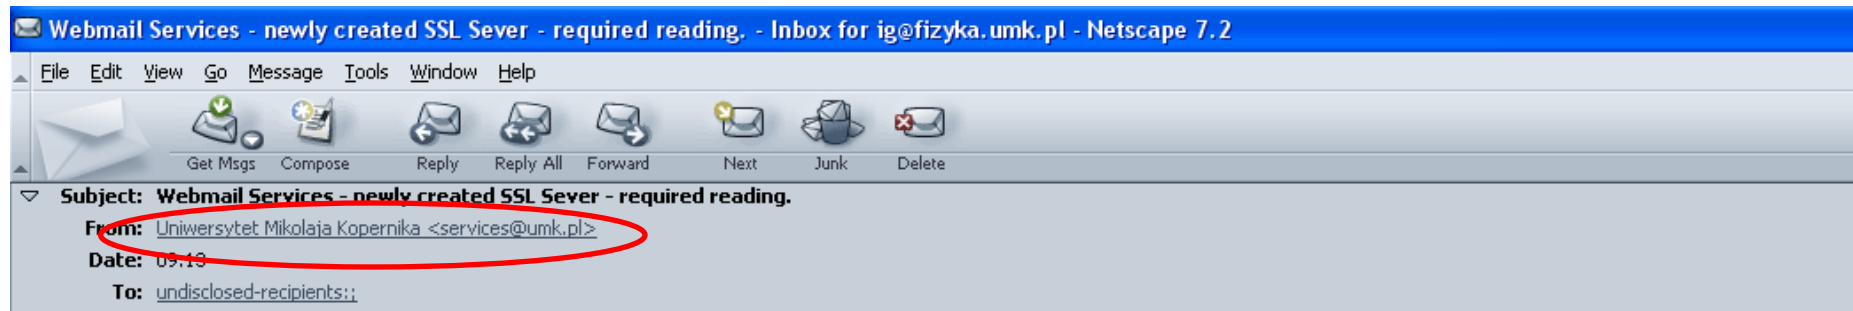 Webmail Services - newly created SSL Sever - required reading. - Inbox for ig@fizyka.umk.pl - Netscape 7.2
File Edit View Go Message Tools Window Help
Get Msgs Compose Reply Reply All Forward Next Junk Delete
Subject: Webmail Services - newly created SSL Sever - required reading.
From: Uniwersytet Mikolaja Kopernika <services@umk.pl>
Date: 09:18
To: undisclosed-recipients:;